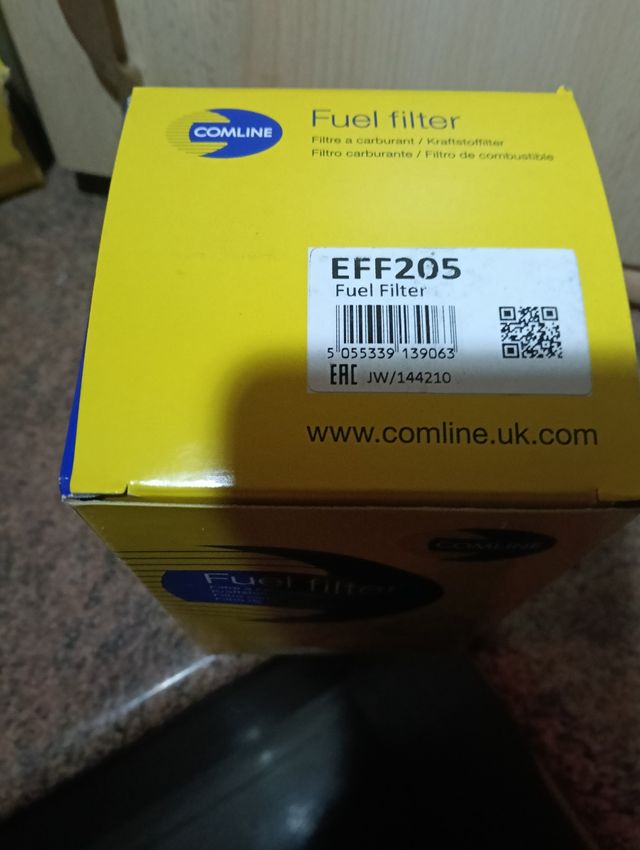 COMLINE
Fuel filter
Filtre a carburant / Kraftstoffilter
Filtro carburante / Filtro de combustible
EFF205
Fuel Filter
5 055339 139063
EAC JW/144210
www.comline.uk.com
COMLINE
Fuel filter